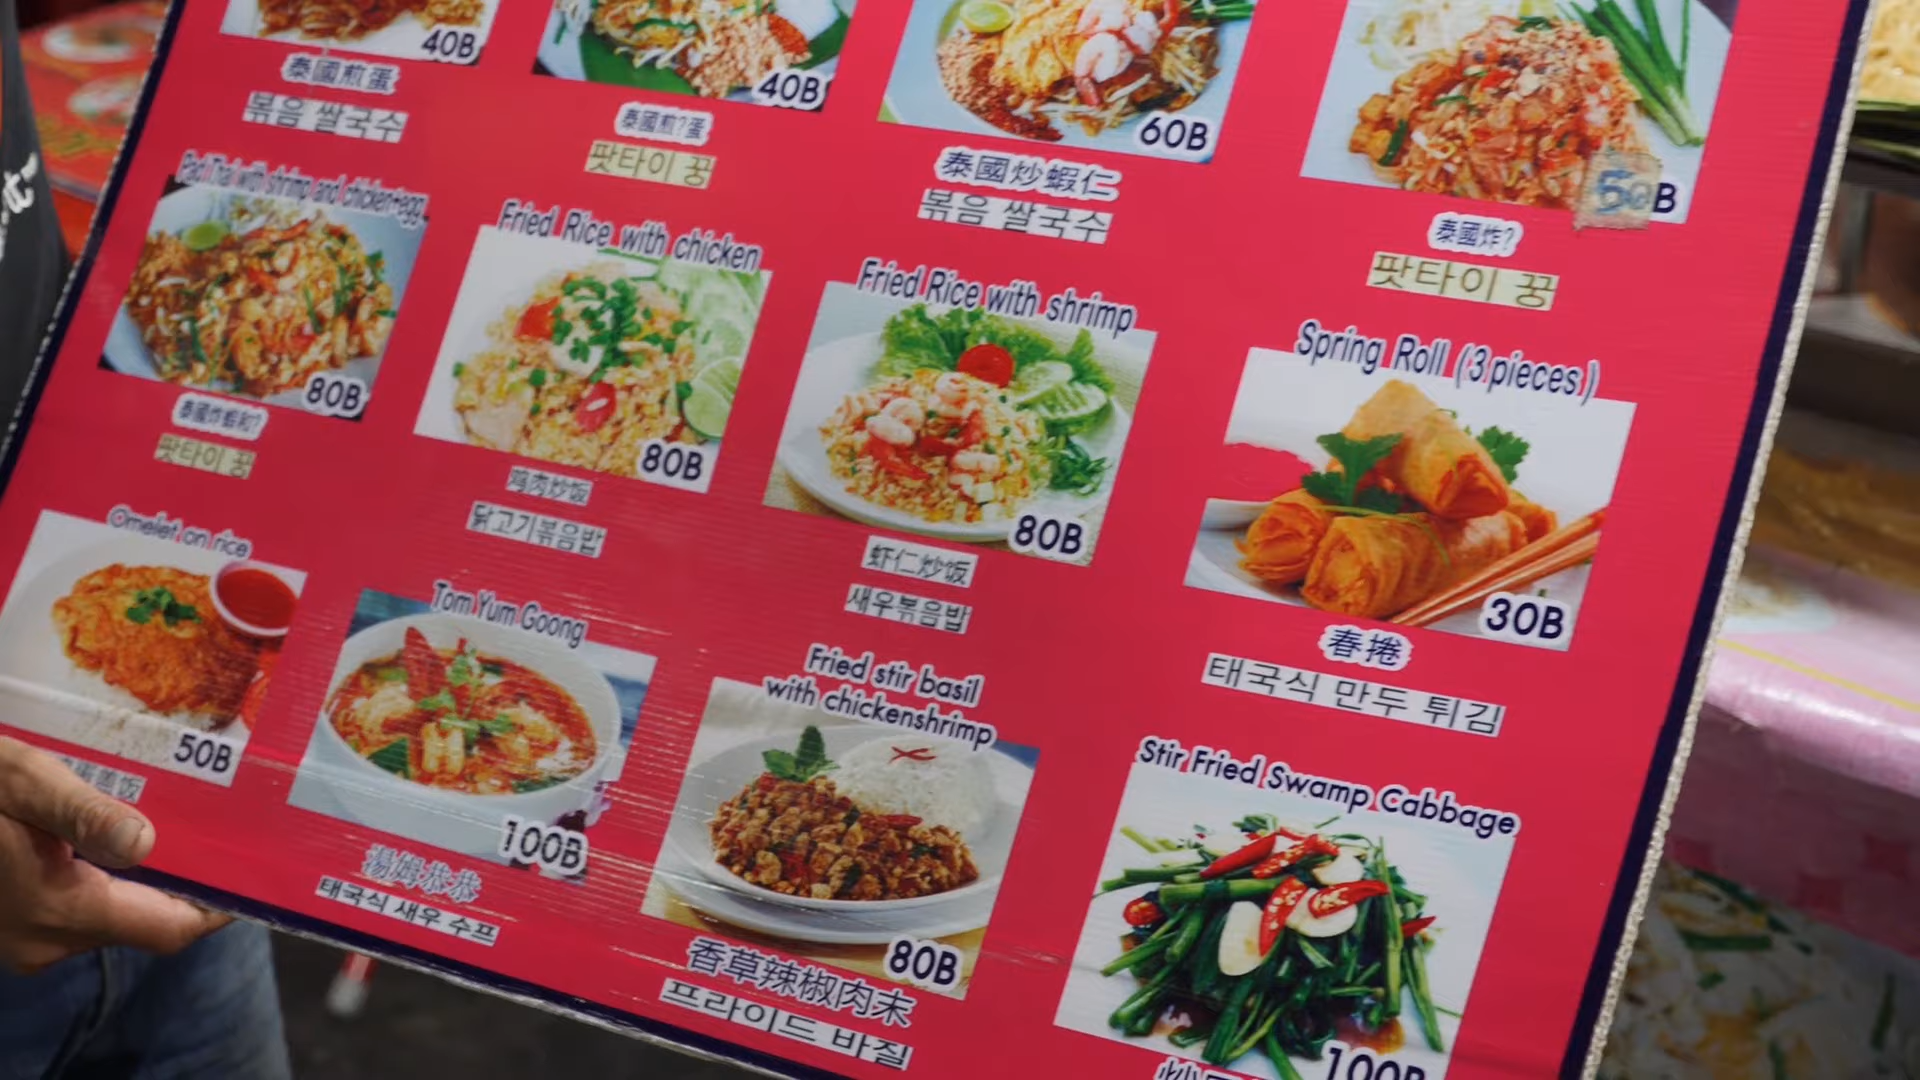 40B
泰國煎蛋
볶음 쌀국수
40B
泰國煎?蛋
팟타이 꿍
60B
泰國炒蝦仁
볶음 쌀국수
50B
泰國炸?
팟타이 꿍
Pad Thai with shrimp and chicken+egg
80B
泰國炸蝦和?
팟타이 꿍
Fried Rice with chicken
80B
鸡肉炒饭
닭고기볶음밥
Fried Rice with shrimp
80B
虾仁炒饭
새우볶음밥
Spring Roll (3 pieces)
30B
春捲
태국식 만두 튀김
Omelet on rice
50B
Tom Yum Goong
100B
湯姆恭恭
태국식 새우 수프
Fried stir basil
with chickenshrimp
80B
香草辣椒肉末
프라이드 바질
Stir Fried Swamp Cabbage
100B